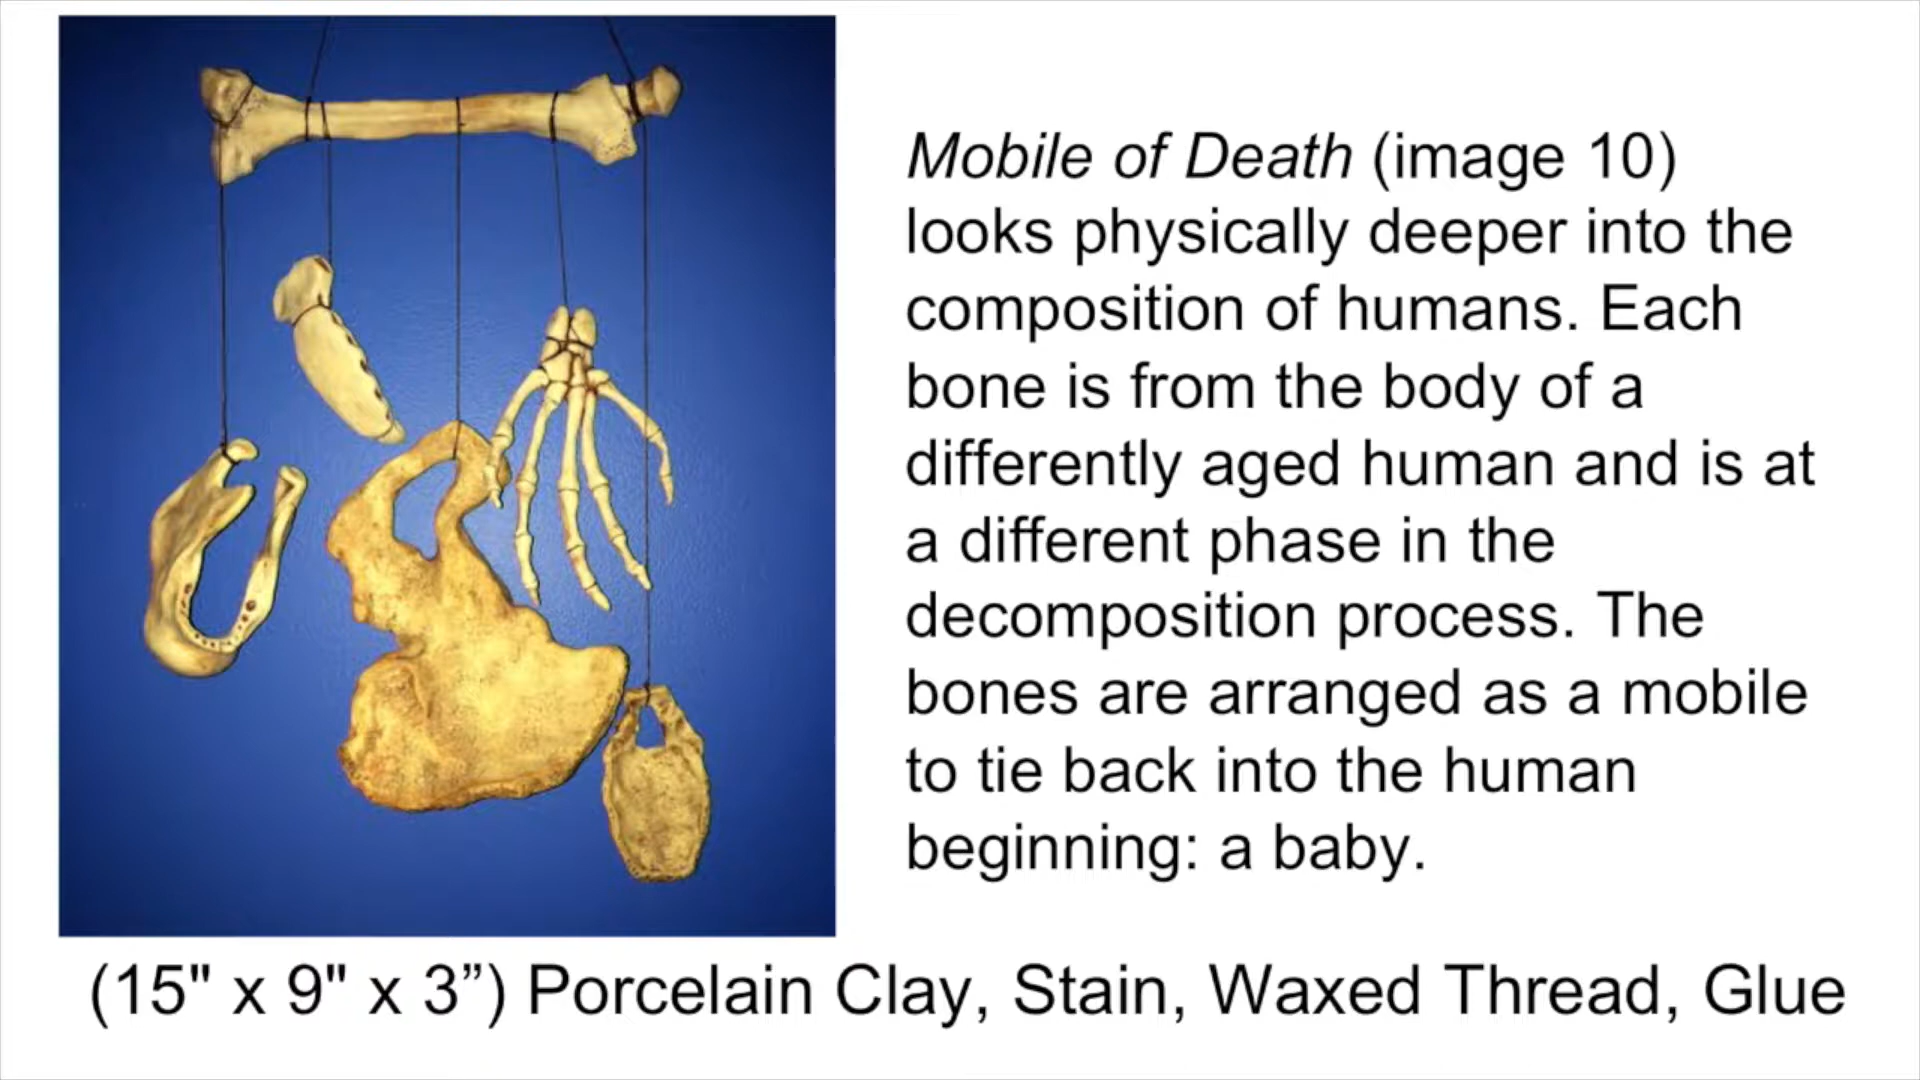 Mobile of Death (image 10)
looks physically deeper into the
composition of humans. Each
bone is from the body of a
differently aged human and is at
a different phase in the
decomposition process. The
bones are arranged as a mobile
to tie back into the human
beginning: a baby.
(15" x 9" x 3”) Porcelain Clay, Stain, Waxed Thread, Glue